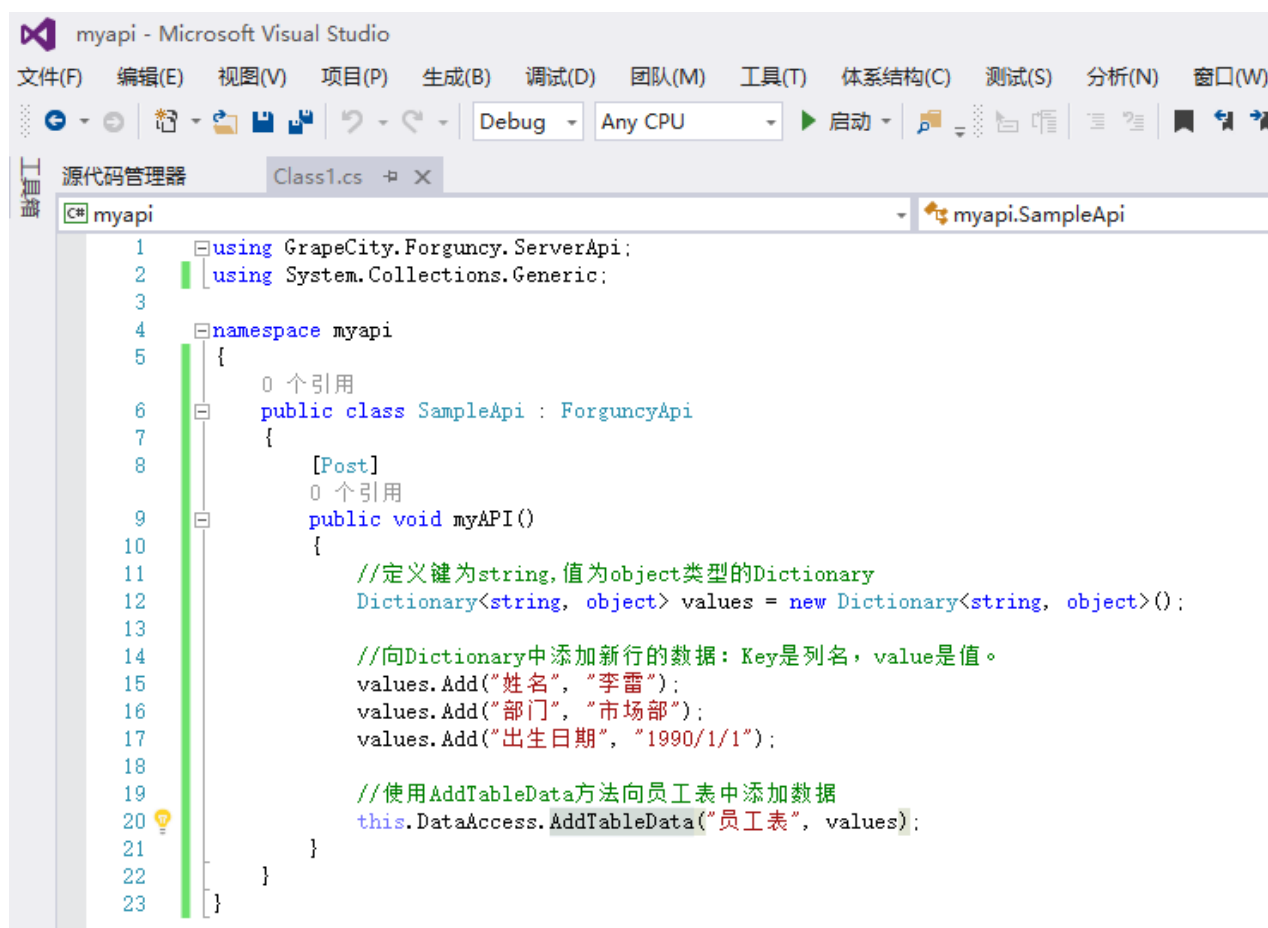 myapi - Microsoft Visual Studio
文件(F) 编辑(E) 视图(V) 项目(P) 生成(B) 调试(D) 团队(M) 工具(T) 体系结构(C) 测试(S) 分析(N) 窗口(W)
Debug Any CPU 启动
工具箱
源代码管理器 Class1.cs
C# myapi myapi.SampleApi
1 using GrapeCity.Forguncy.ServerApi;
2 using System.Collections.Generic;
3
4 namespace myapi
5 {
0 个引用
6 public class SampleApi : ForguncyApi
7 {
8 [Post]
0 个引用
9 public void myAPI()
10 {
11 //定义键为string,值为object类型的Dictionary
12 Dictionary<string, object> values = new Dictionary<string, object>();
13
14 //向Dictionary中添加新行的数据：Key是列名，value是值。
15 values.Add("姓名", "李雷");
16 values.Add("部门", "市场部");
17 values.Add("出生日期", "1990/1/1");
18
19 //使用AddTableData方法向员工表中添加数据
20 this.DataAccess.AddTableData("员工表", values);
21 }
22 }
23 }